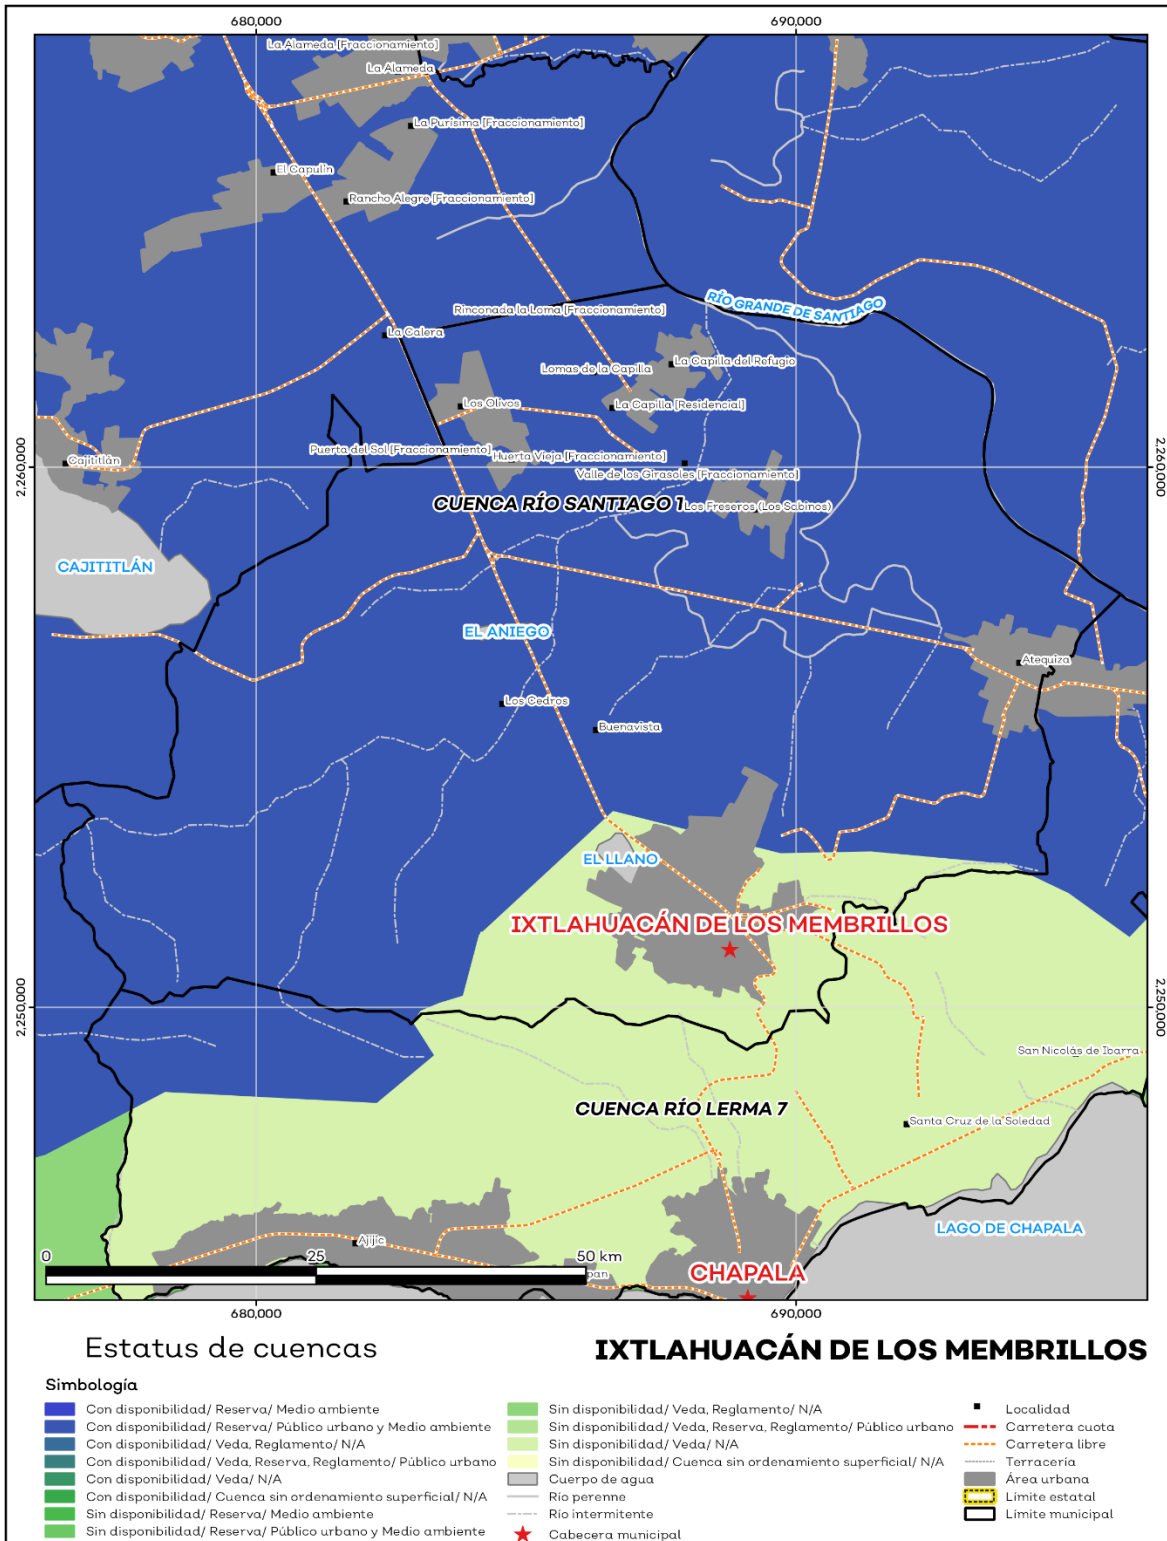 680,000
690,000
La Alameda [Fraccionamiento]
La Alameda
La Purísima [Fraccionamiento]
El Capulín
Rancho Alegre [Fraccionamiento]
RÍO GRANDE DE SANTIAGO
Rinconada la Loma [Fraccionamiento]
La Calera
La Capilla del Refugio
Lomas de la Capilla
Los Olivos
La Capilla [Residencial]
Puerta del Sol [Fraccionamiento]
Huerta Vieja [Fraccionamiento]
Cajititlán
Valle de los Girasoles [Fraccionamiento]
2,260,000
2,260,000
CUENCA RÍO SANTIAGO 1
Los Freseros (Los Sabinos)
CAJITITLÁN
EL ANIEGO
Atequiza
Los Cedros
Buenavista
EL LLANO
IXTLAHUACÁN DE LOS MEMBRILLOS
2,250,000
2,250,000
San Nicolás de Ibarra
CUENCA RÍO LERMA 7
Santa Cruz de la Soledad
LAGO DE CHAPALA
Ajijic
0 25 50 km
pan
CHAPALA
680,000
690,000
Estatus de cuencas
IXTLAHUACÁN DE LOS MEMBRILLOS
Simbología
Con disponibilidad/ Reserva/ Medio ambiente
Con disponibilidad/ Reserva/ Público urbano y Medio ambiente
Con disponibilidad/ Veda, Reglamento/ N/A
Con disponibilidad/ Veda, Reserva, Reglamento/ Público urbano
Con disponibilidad/ Veda/ N/A
Con disponibilidad/ Cuenca sin ordenamiento superficial/ N/A
Sin disponibilidad/ Reserva/ Medio ambiente
Sin disponibilidad/ Reserva/ Público urbano y Medio ambiente
Sin disponibilidad/ Veda, Reglamento/ N/A
Sin disponibilidad/ Veda, Reserva, Reglamento/ Público urbano
Sin disponibilidad/ Veda/ N/A
Sin disponibilidad/ Cuenca sin ordenamiento superficial/ N/A
Cuerpo de agua
Río perenne
Río intermitente
Cabecera municipal
Localidad
Carretera cuota
Carretera libre
Terracería
Área urbana
Límite estatal
Límite municipal